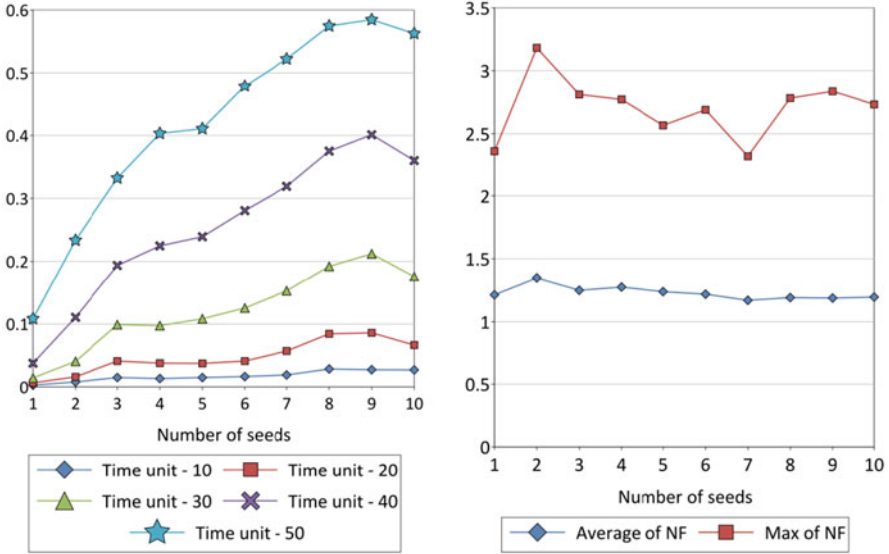 0.6
0.5
0.4
0.3
0.2
0.1
0
1 2 3 4 5 6 7 8 9 10
Number of seeds
Time unit - 10 Time unit - 20
Time unit - 30 Time unit - 40
Time unit - 50
3.5
3
2.5
2
1.5
1
0.5
0
1 2 3 4 5 6 7 8 9 10
Number of seeds
Average of NF Max of NF